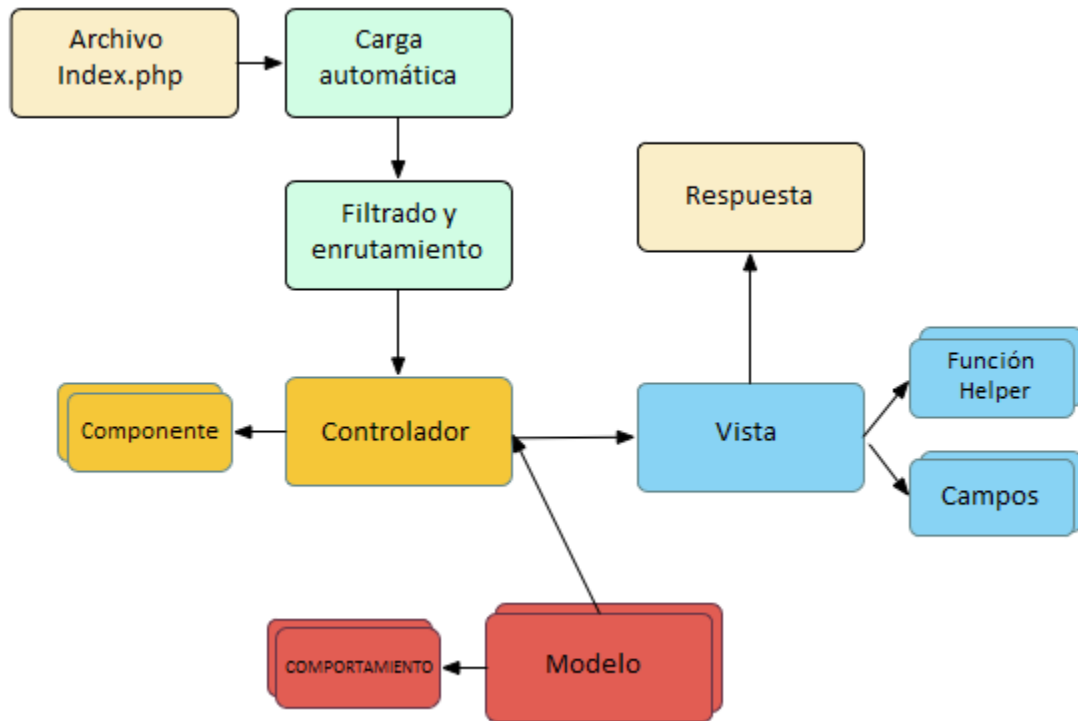 Archivo
Index.php
Carga
automática
Filtrado y
enrutamiento
Respuesta
Función
Helper
Componente
Controlador
Vista
Campos
COMPORTAMIENTO
Modelo